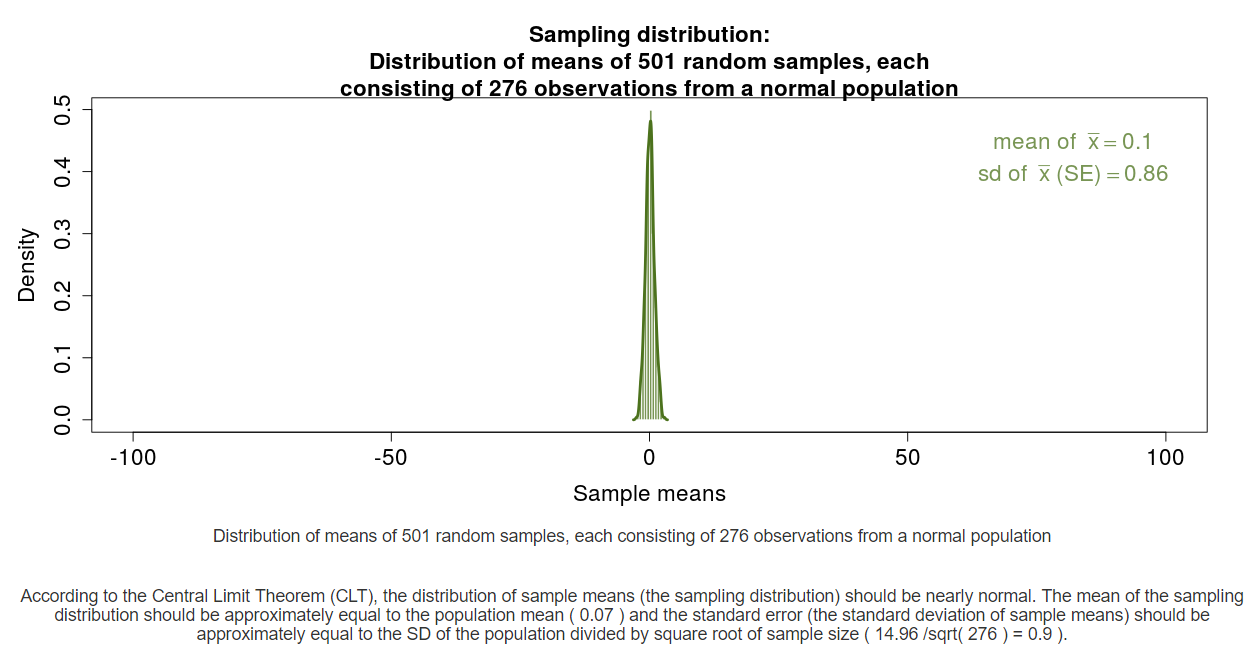 Sampling distribution:
Distribution of means of 501 random samples, each
consisting of 276 observations from a normal population
mean of x̅ = 0.1
sd of x̅ (SE) = 0.86
Density
0.5
0.4
0.3
0.2
0.1
0.0
-100 -50 0 50 100
Sample means
Distribution of means of 501 random samples, each consisting of 276 observations from a normal population
According to the Central Limit Theorem (CLT), the distribution of sample means (the sampling distribution) should be nearly normal. The mean of the sampling
distribution should be approximately equal to the population mean ( 0.07 ) and the standard error (the standard deviation of sample means) should be
approximately equal to the SD of the population divided by square root of sample size ( 14.96 /sqrt( 276 ) = 0.9 ).